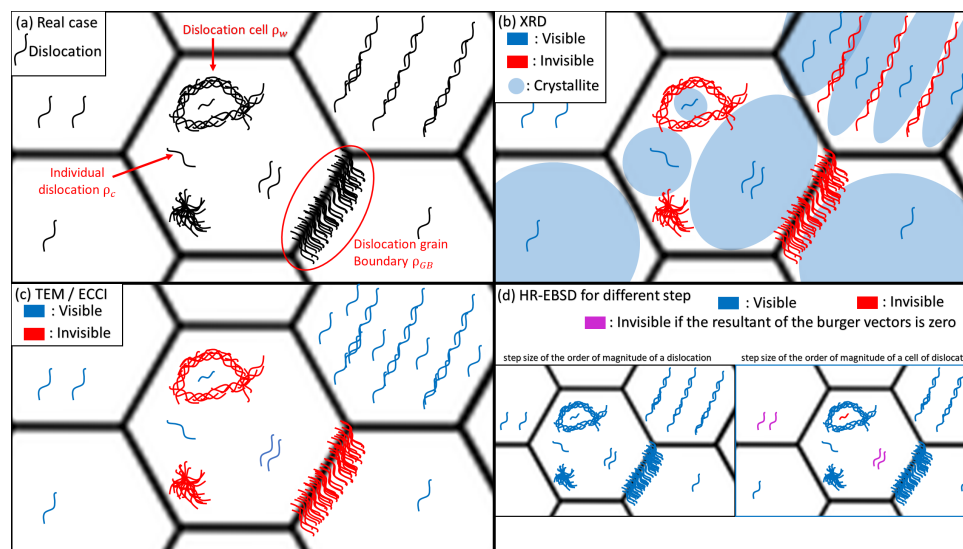 (a) Real case
Dislocation
Dislocation cell ρw
Individual
dislocation ρc
Dislocation grain
Boundary ρGB
(b) XRD
: Visible
: Invisible
: Crystallite
(c) TEM / ECCI
: Visible
: Invisible
(d) HR-EBSD for different step
: Visible
: Invisible
: Invisible if the resultant of the burger vectors is zero
step size of the order of magnitude of a dislocation
step size of the order of magnitude of a cell of dislocat